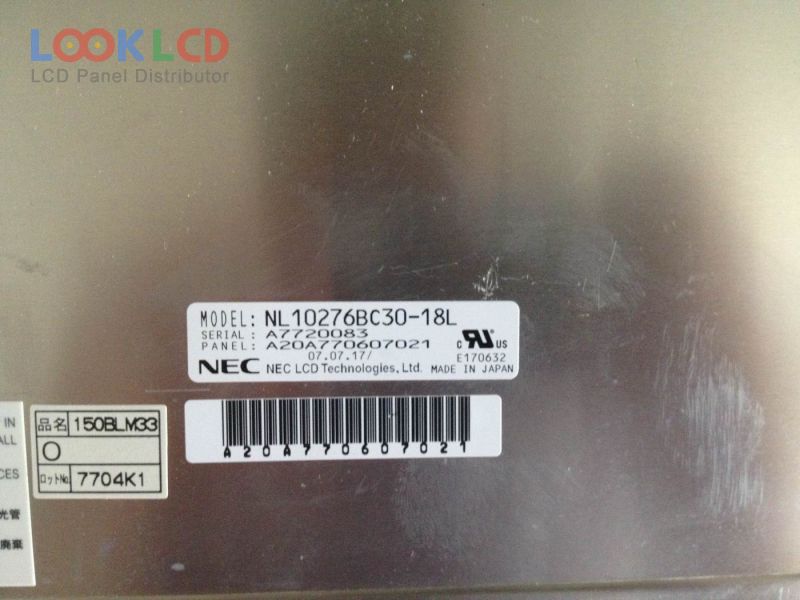 LOOK LCD
LCD Panel Distributor
MODEL: NL10276BC30-18L
SERIAL: A7720083
PANEL: A20A770607021
07.07.17/
NEC NEC LCD Technologies, Ltd. MADE IN JAPAN
c RU US
E170632
A20A770607021
IN
ALL
CES
光管
廃棄
品名 150BLM33
O
ロットNo. 7704K1